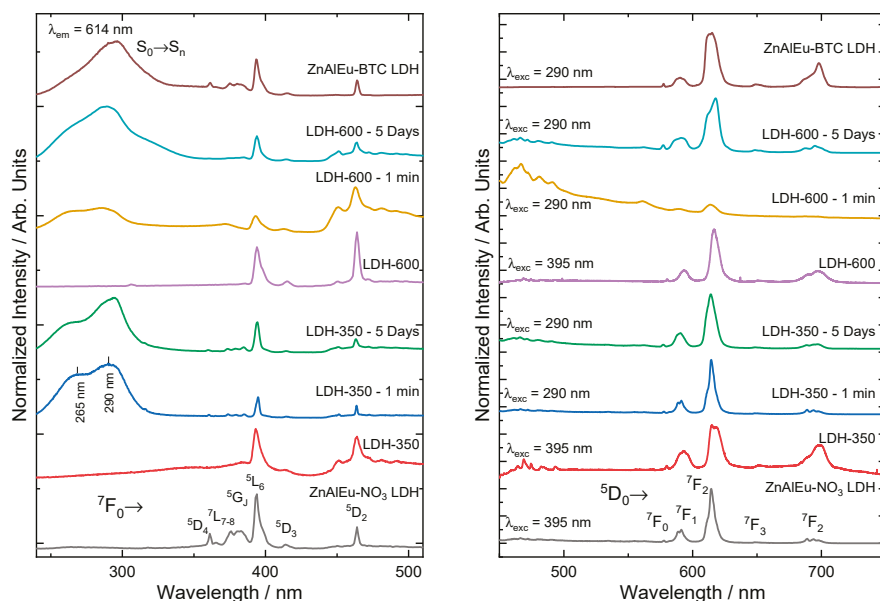 λem = 614 nm
S0→Sn
ZnAlEu-BTC LDH
LDH-600 - 5 Days
LDH-600 - 1 min
LDH-600
LDH-350 - 5 Days
265 nm
290 nm
LDH-350 - 1 min
LDH-350
ZnAlEu-NO3 LDH
7F0→
5D4
7L7-8
5GJ
5L6
5D3
5D2
300
400
500
Wavelength / nm
Normalized Intensity / Arb. Units
ZnAlEu-BTC LDH
λexc = 290 nm
LDH-600 - 5 Days
λexc = 290 nm
LDH-600 - 1 min
λexc = 290 nm
λexc = 395 nm
LDH-600
λexc = 290 nm
LDH-350 - 5 Days
λexc = 290 nm
LDH-350 - 1 min
LDH-350
λexc = 395 nm
ZnAlEu-NO3 LDH
5D0→
7F2
7F0
7F1
7F3
7F2
λexc = 395 nm
500
600
700
Wavelength / nm
Normalized Intensity / Arb. Units